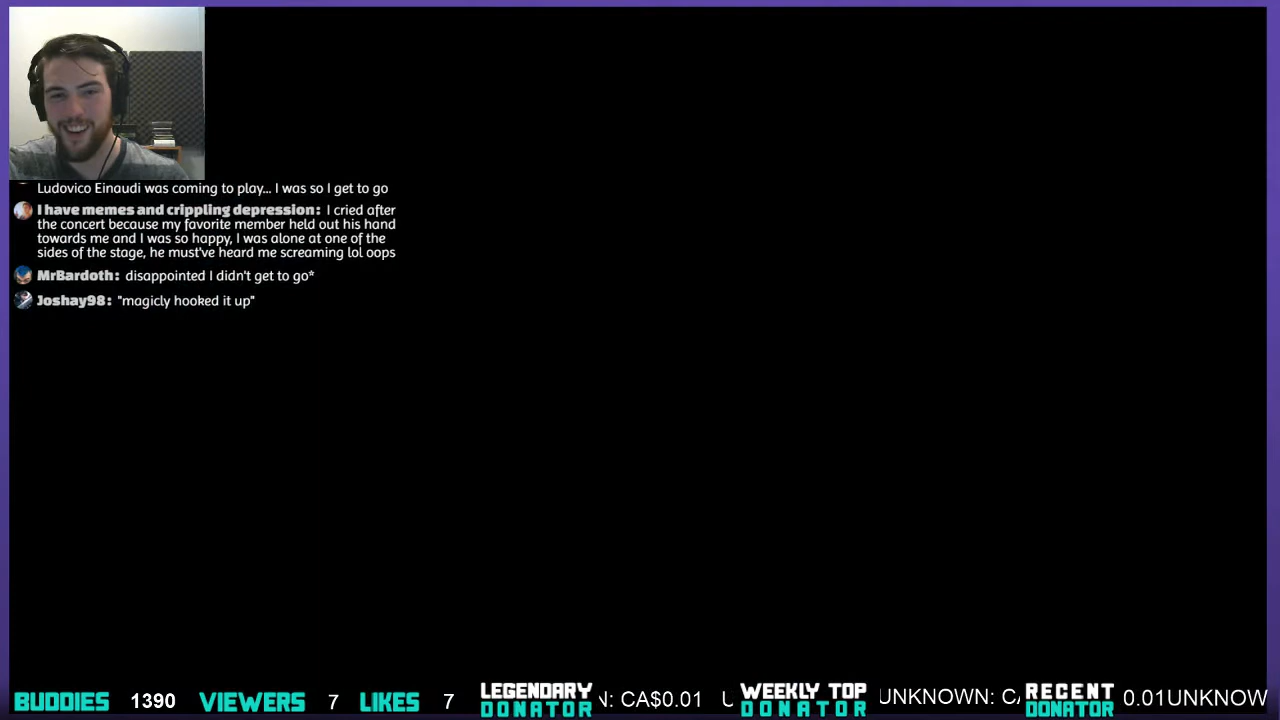 Ludovico Einaudi was coming to play... I was so I get to go
I have memes and crippling depression: I cried after
the concert because my favorite member held out his hand
towards me and I was so happy, I was alone at one of the
sides of the stage, he must've heard me screaming lol oops
MrBardoth: disappointed I didn't get to go*
Joshay98: "magicly hooked it up"
BUDDIES 1390 VIEWERS 7 LIKES 7 LEGENDARY DONATOR N: CA$0.01 U WEEKLY TOP DONATOR UNKNOWN: CA RECENT DONATOR 0.01UNKNOW